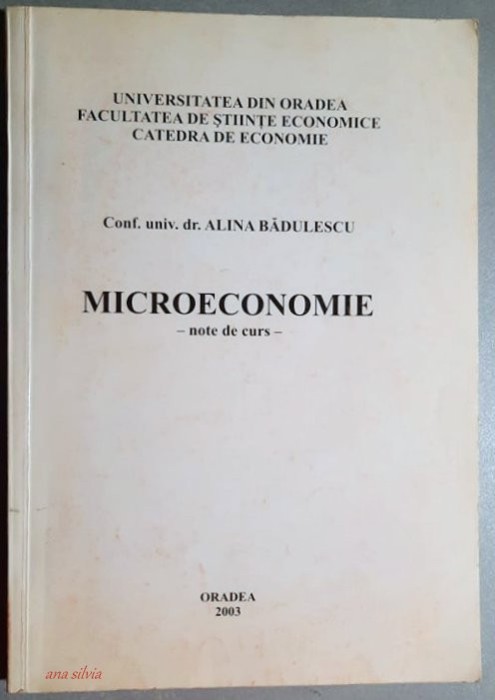 UNIVERSITATEA DIN ORADEA
FACULTATEA DE ŞTIINŢE ECONOMICE
CATEDRA DE ECONOMIE
Conf. univ. dr. ALINA BĂDULESCU
MICROECONOMIE
– note de curs –
ORADEA
2003
ana silvia